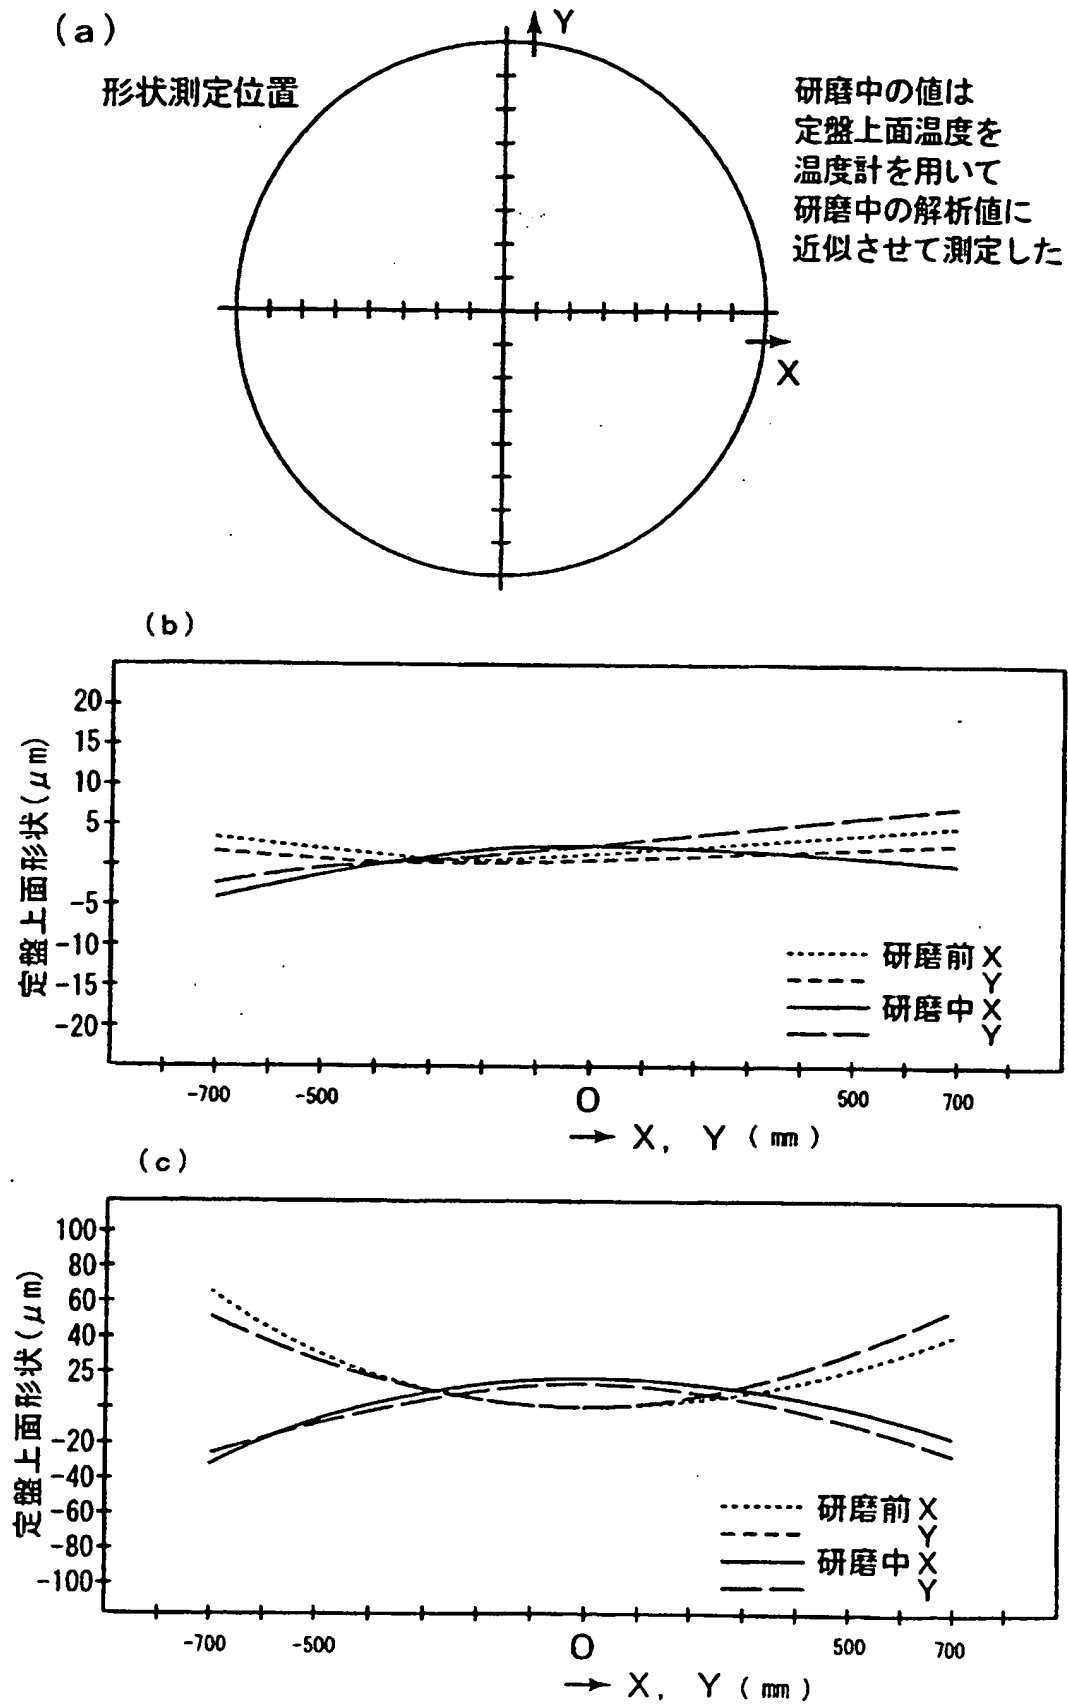 (a)
Y
形状測定位置
研磨中の値は
定盤上面温度を
温度計を用いて
研磨中の解析値に
近似させて測定した
X
(b)
定盤上面形状(μm)
20
15
10
5
-5
-10
-15
-20
研磨前 X
Y
研磨中 X
Y
-700 -500 0 500 700
→ X, Y (mm)
(c)
定盤上面形状(μm)
100
80
60
40
25
-20
-40
-60
-80
-100
研磨前 X
Y
研磨中 X
Y
-700 -500 0 500 700
→ X, Y (mm)